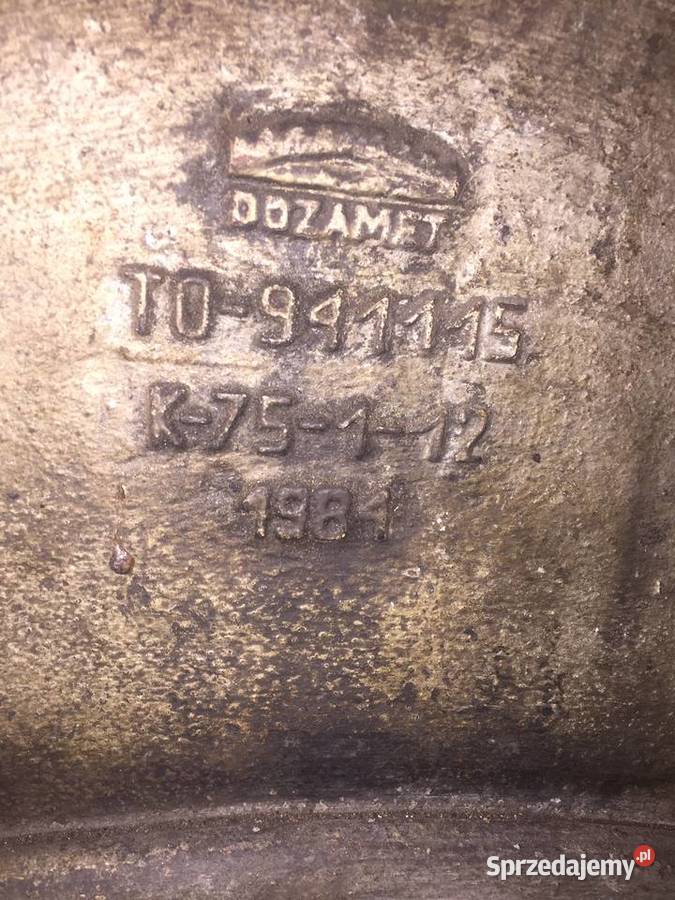 DOZAMET
TO-941115
K-75-1-12
1981
Sprzedajemy.pl